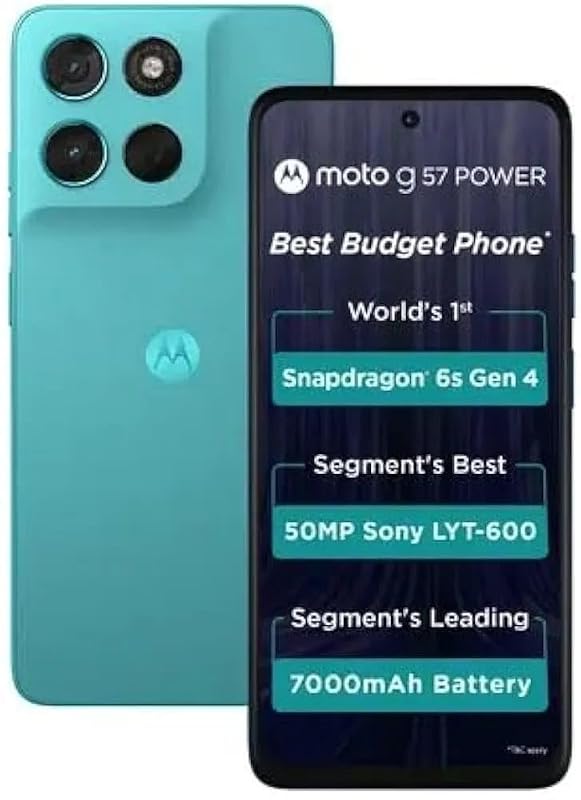 moto g 57 POWER
Best Budget Phone*
World's 1st
Snapdragon® 6s Gen 4
Segment's Best
50MP Sony LYT-600
Segment's Leading
7000mAh Battery
*T&C apply